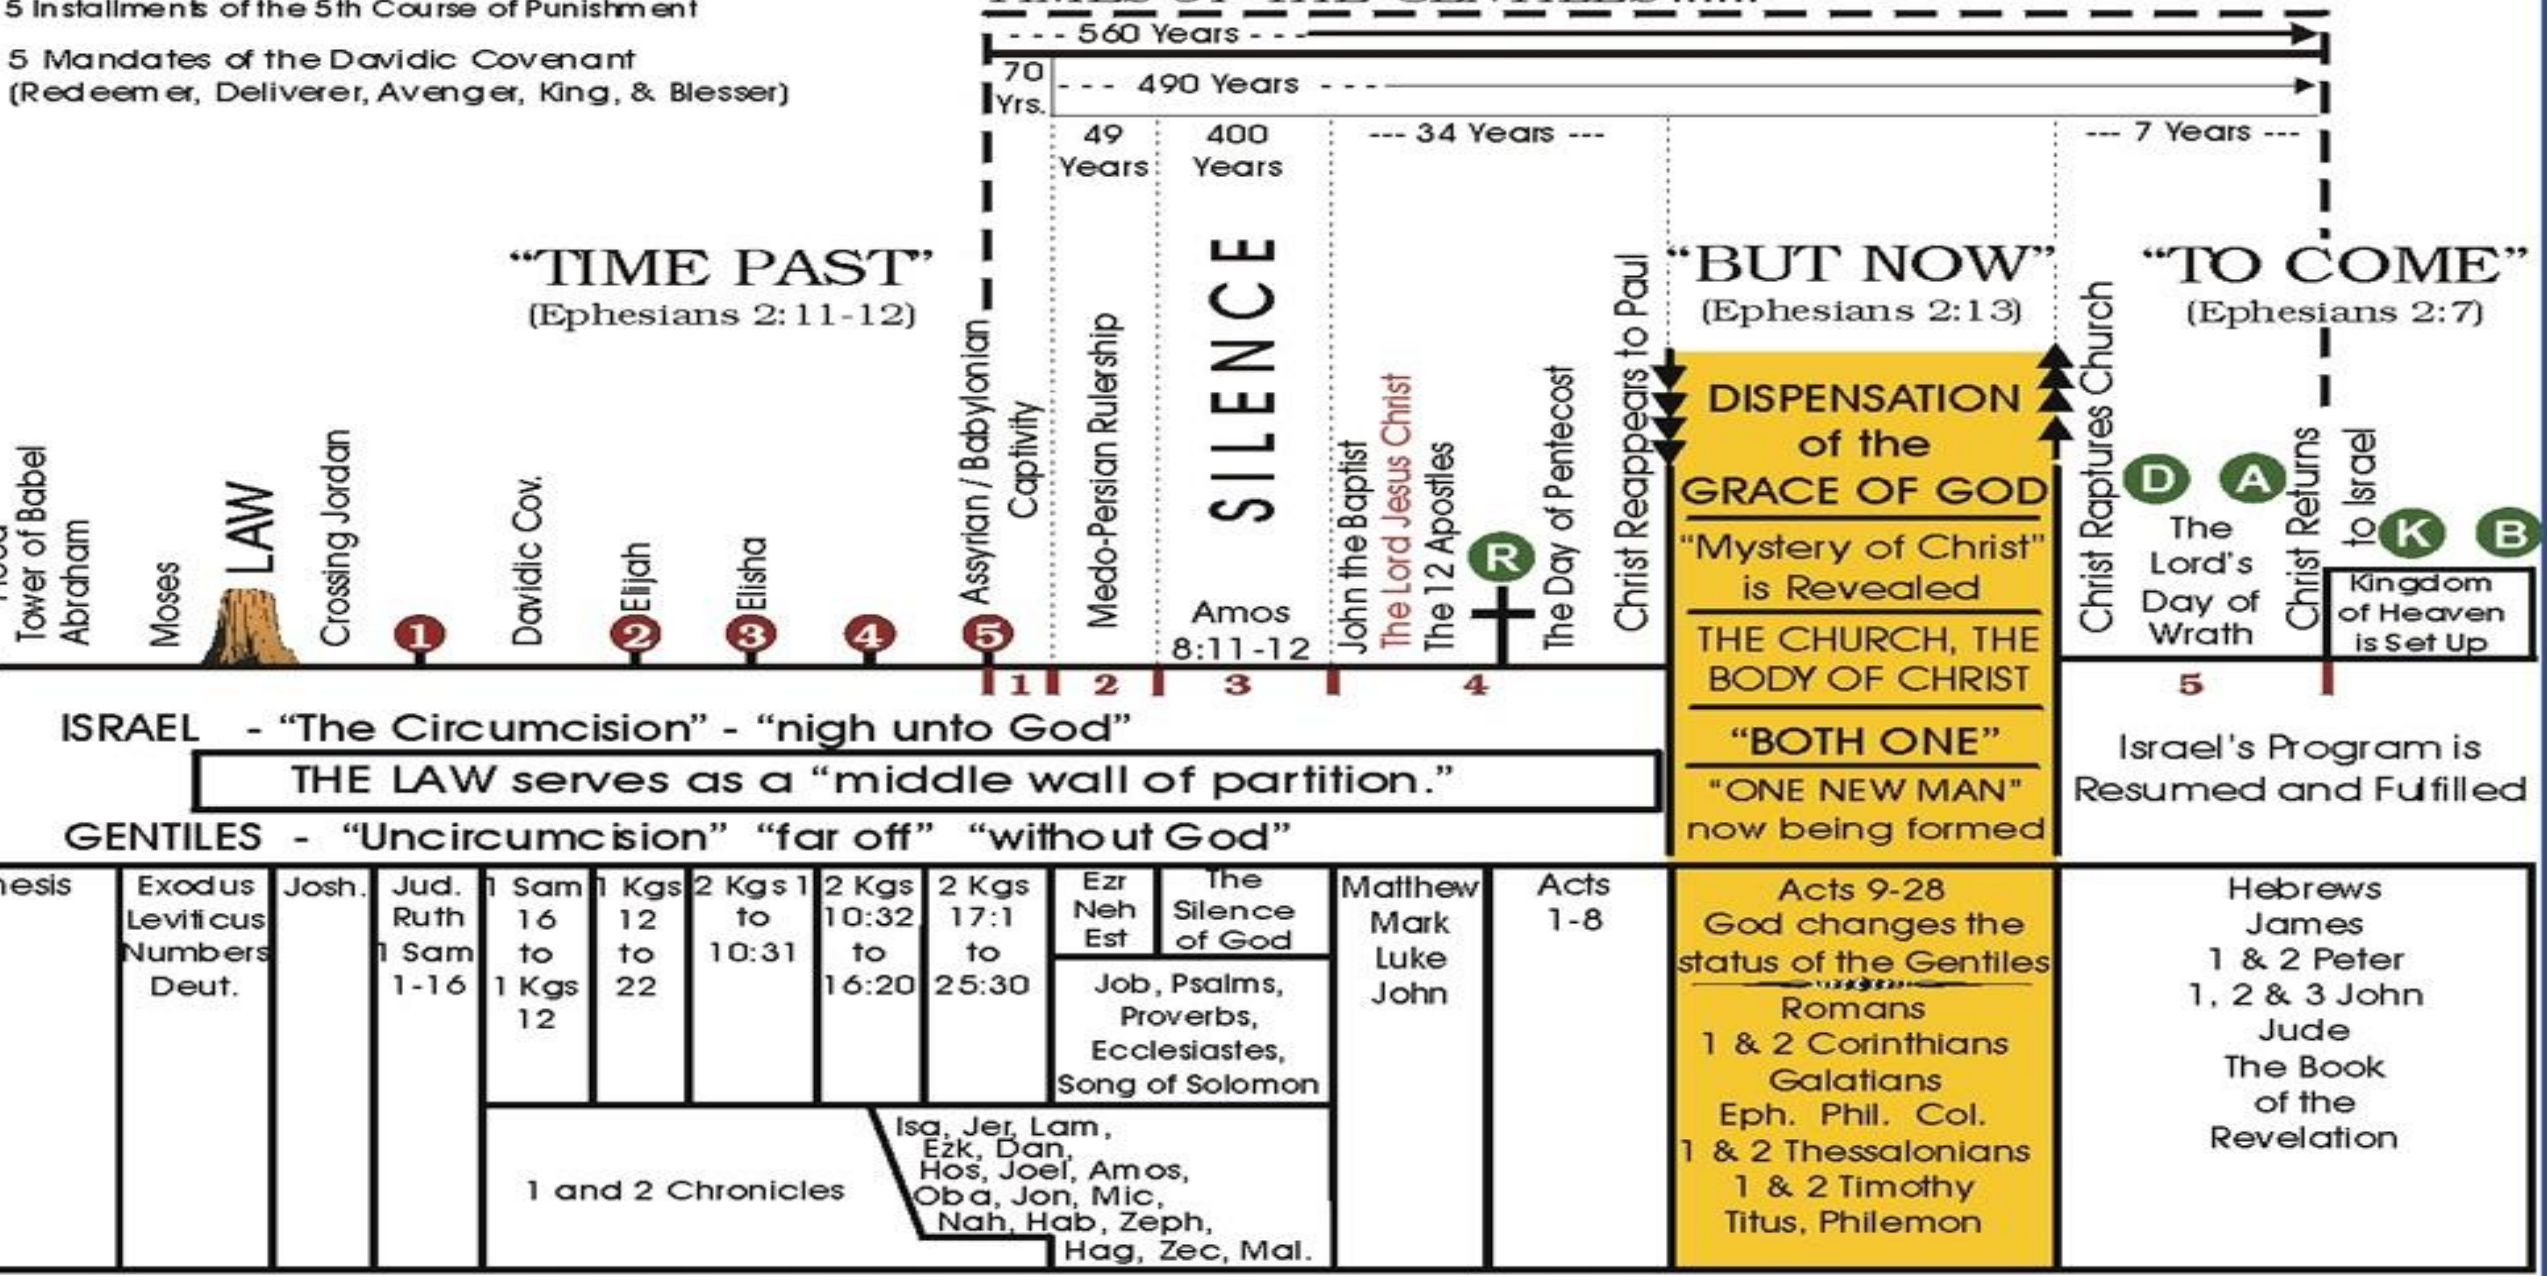 5 Installments of the 5th Course of Punishment
TIMES OF THE GENTILES......
5 Mandates of the Davidic Covenant
(Redeemer, Deliverer, Avenger, King, & Blesser)
- - - 560 Years - - -
70
Yrs.
- - - 490 Years - - -
49
Years
400
Years
--- 34 Years ---
--- 7 Years ---
“TIME PAST”
(Ephesians 2:11-12)
“BUT NOW”
(Ephesians 2:13)
“TO COME”
(Ephesians 2:7)
Tower of Babel
Abraham
Moses
LAW
Crossing Jordan
1
Davidic Cov.
2
Elijah
3
Elisha
4
5
Assyrian / Babylonian
Captivity
Medo-Persian Rulership
SILENCE
Amos
8:11-12
John the Baptist
The Lord Jesus Christ
The 12 Apostles
R
The Day of Pentecost
Christ Reappears to Paul
DISPENSATION
of the
GRACE OF GOD
“Mystery of Christ”
is Revealed
THE CHURCH, THE
BODY OF CHRIST
“BOTH ONE”
“ONE NEW MAN”
now being formed
Christ Raptures Church
D
A
The
Lord's
Day of
Wrath
Christ Returns
to Israel
K
B
Kingdom
of Heaven
is Set Up
1
2
3
4
5
ISRAEL - “The Circumcision” - “nigh unto God”
THE LAW serves as a “middle wall of partition.”
GENTILES - “Uncircumcision” “far off” “without God”
Israel's Program is
Resumed and Fulfilled
nesis
Exodus
Leviticus
Numbers
Deut.
Josh.
Jud.
Ruth
1 Sam
1-16
1 Sam
16
to
1 Kgs
12
1 Kgs
12
to
22
2 Kgs 1
to
10:31
2 Kgs
10:32
to
16:20
2 Kgs
17:1
to
25:30
Ezr
Neh
Est
The
Silence
of God
Job, Psalms,
Proverbs,
Ecclesiastes,
Song of Solomon
1 and 2 Chronicles
Isa, Jer, Lam,
Ezk, Dan,
Hos, Joel, Amos,
Oba, Jon, Mic,
Nah, Hab, Zeph,
Hag, Zec, Mal.
Matthew
Mark
Luke
John
Acts
1-8
Acts 9-28
God changes the
status of the Gentiles
Romans
1 & 2 Corinthians
Galatians
Eph. Phil. Col.
1 & 2 Thessalonians
1 & 2 Timothy
Titus, Philemon
Hebrews
James
1 & 2 Peter
1, 2 & 3 John
Jude
The Book
of the
Revelation